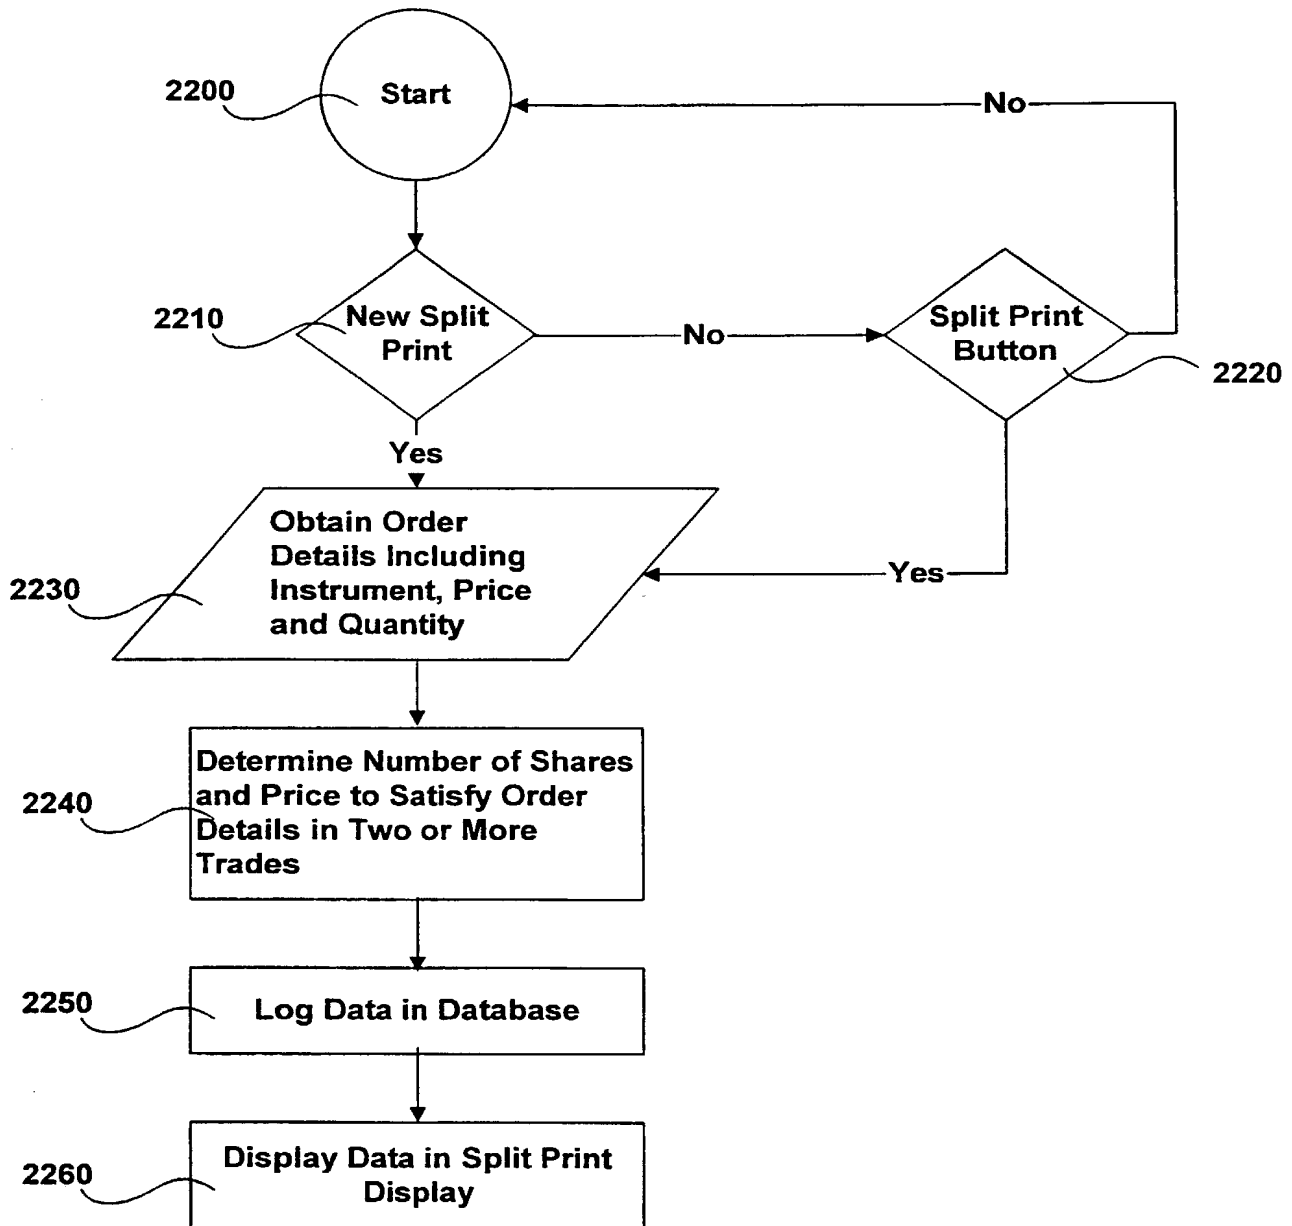 2200
Start
No
2210
New Split
Print
No
Split Print
Button
2220
Yes
Obtain Order
Details Including
Instrument, Price
and Quantity
2230
Yes
Determine Number of Shares
and Price to Satisfy Order
Details in Two or More
Trades
2240
2250
Log Data in Database
2260
Display Data in Split Print
Display